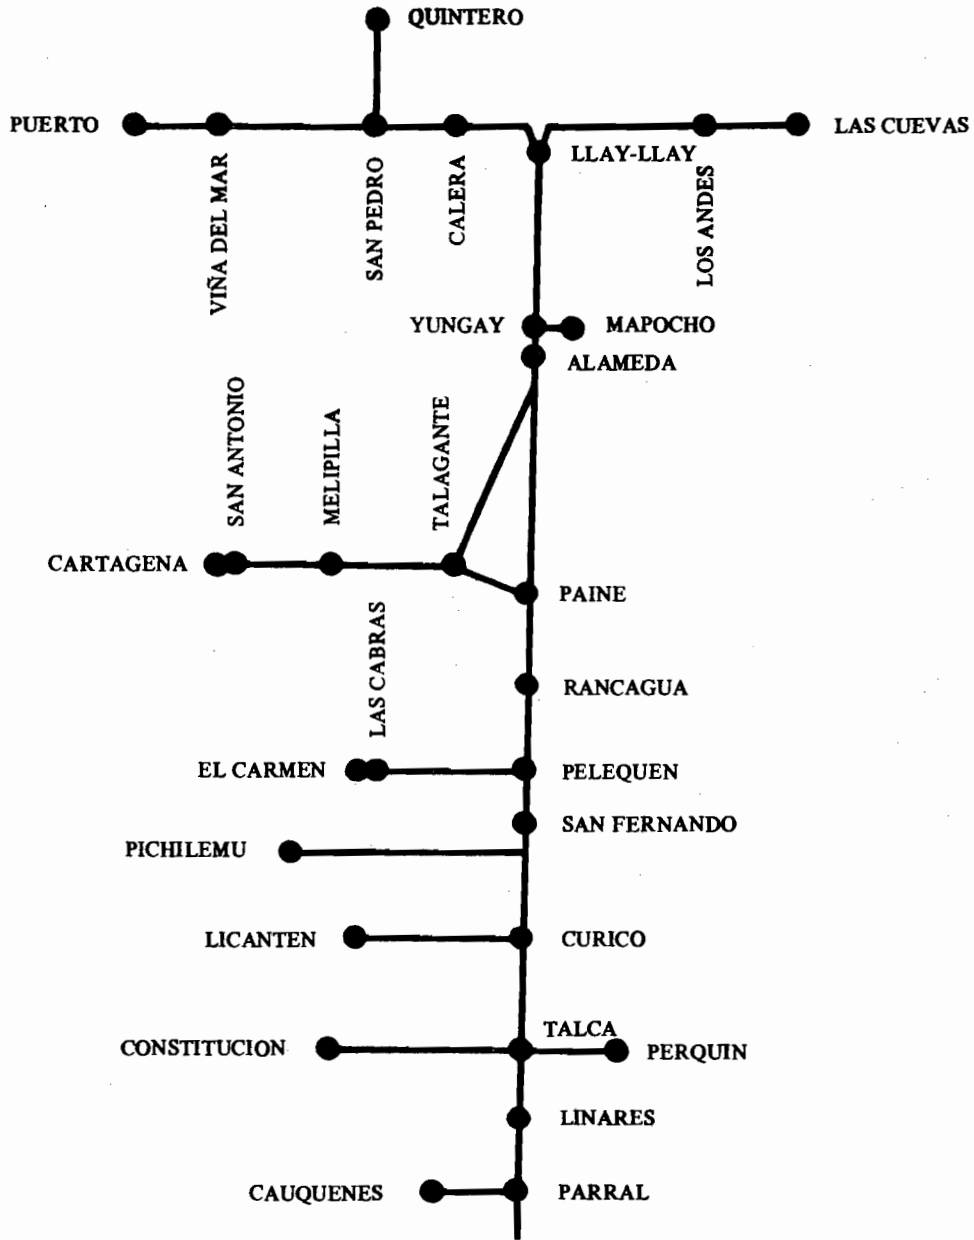 QUINTERO
PUERTO
LAS CUEVAS
LLAY-LLAY
VIÑA DEL MAR
SAN PEDRO
CALERA
LOS ANDES
YUNGAY
MAPOCHO
ALAMEDA
SAN ANTONIO
MELIPILLA
TALAGANTE
CARTAGENA
PAINE
LAS CABRAS
RANCAGUA
EL CARMEN
PELEQUEN
SAN FERNANDO
PICHILEMU
LICANTEN
CURICO
TALCA
CONSTITUCION
PERQUIN
LINARES
CAUQUENES
PARRAL